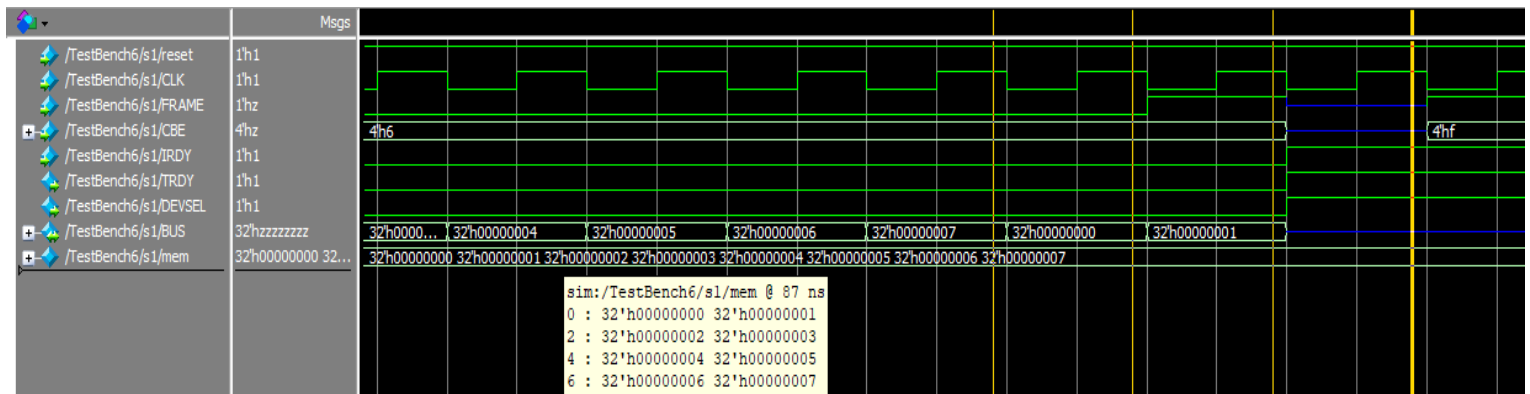 Msgs
/TestBench6/s1/reset 1'h1
/TestBench6/s1/CLK 1'h1
/TestBench6/s1/FRAME 1'hz
/TestBench6/s1/CBE 4'hz 4'h6 4'hf
/TestBench6/s1/IRDY 1'h1
/TestBench6/s1/TRDY 1'h1
/TestBench6/s1/DEVSEL 1'h1
/TestBench6/s1/BUS 32'hzzzzzzzz 32'h0000... 32'h00000004 32'h00000005 32'h00000006 32'h00000007 32'h00000000 32'h00000001
/TestBench6/s1/mem 32'h00000000 32... 32'h00000000 32'h00000001 32'h00000002 32'h00000003 32'h00000004 32'h00000005 32'h00000006 32'h00000007
sim:/TestBench6/s1/mem @ 87 ns
0 : 32'h00000000 32'h00000001
2 : 32'h00000002 32'h00000003
4 : 32'h00000004 32'h00000005
6 : 32'h00000006 32'h00000007